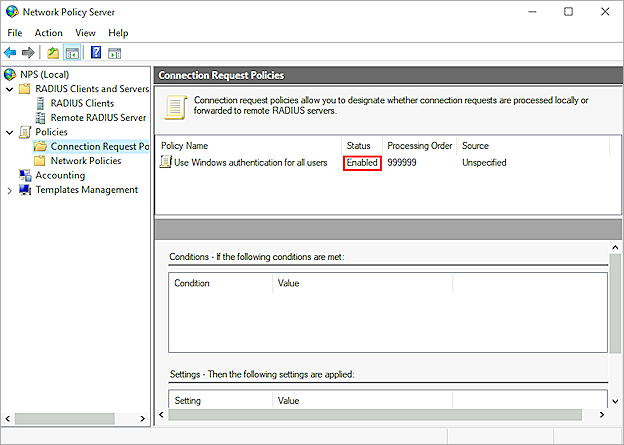 Network Policy Server
File Action View Help
NPS (Local)
RADIUS Clients and Servers
RADIUS Clients
Remote RADIUS Server
Policies
Connection Request Po
Network Policies
Accounting
Templates Management
Connection Request Policies
Connection request policies allow you to designate whether connection requests are processed locally or
forwarded to remote RADIUS servers.
Policy Name Status Processing Order Source
Use Windows authentication for all users Enabled 999999 Unspecified
Conditions - If the following conditions are met:
Condition Value
Settings - Then the following settings are applied:
Setting Value